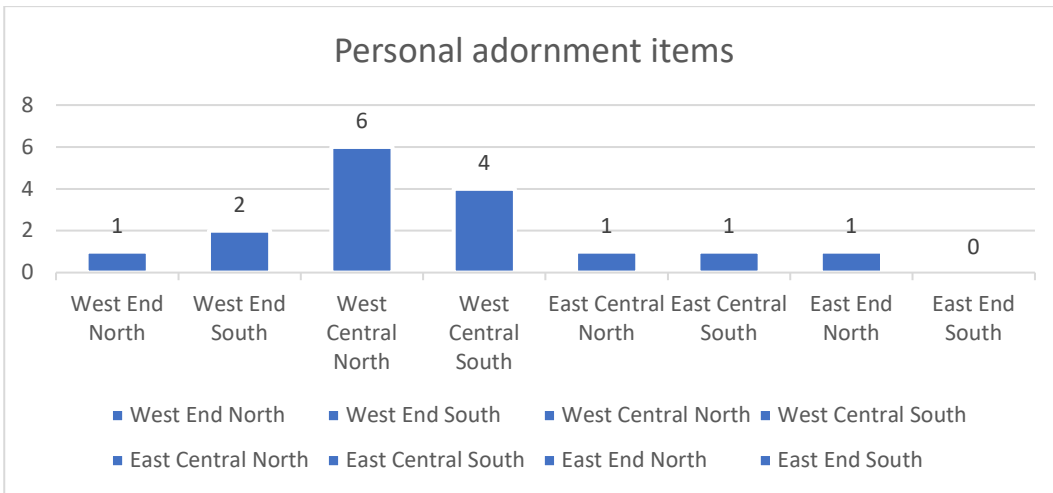 Personal adornment items
8
6
4
2
0
1
2
6
4
1
1
1
0
West End North
West End South
West Central North
West Central South
East Central North
East Central South
East End North
East End South
West End North
West End South
West Central North
West Central South
East Central North
East Central South
East End North
East End South